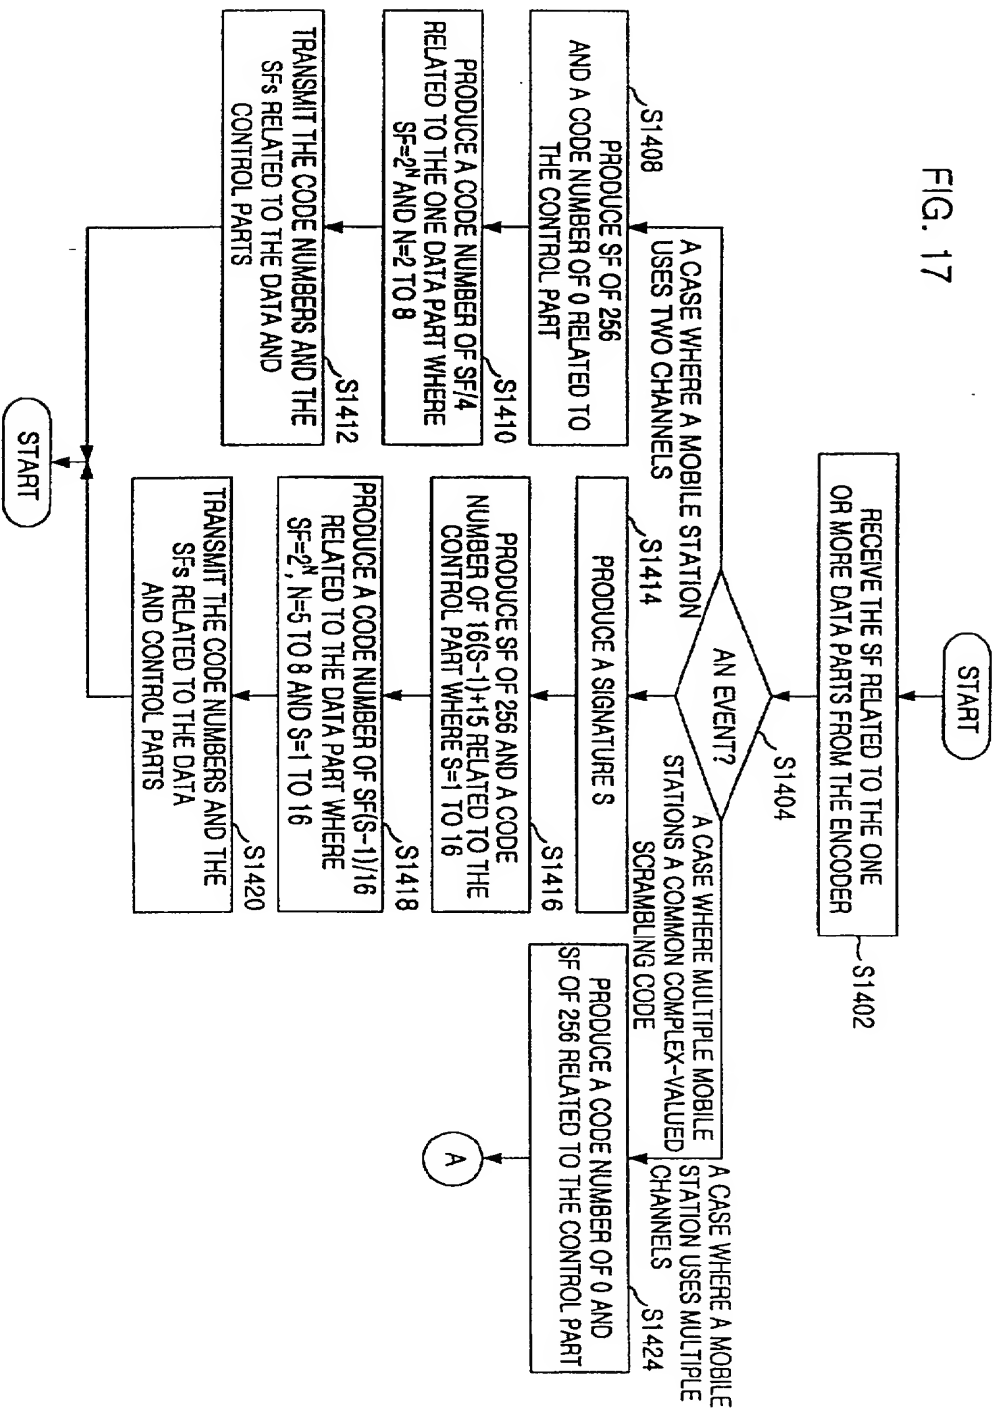 FIG. 17
START
RECEIVE THE SF RELATED TO THE ONE
OR MORE DATA PARTS FROM THE ENCODER
S1402
AN EVENT?
S1404
A CASE WHERE A MOBILE STATION
USES TWO CHANNELS
S1408
PRODUCE SF OF 256
AND A CODE NUMBER OF 0 RELATED TO
THE CONTROL PART
S1410
PRODUCE A CODE NUMBER OF SF/4
RELATED TO THE ONE DATA PART WHERE
SF=2^N AND N=2 TO 8
S1412
TRANSMIT THE CODE NUMBERS AND THE
SFs RELATED TO THE DATA AND
CONTROL PARTS
A CASE WHERE MULTIPLE MOBILE
STATIONS A COMMON COMPLEX-VALUED
SCRAMBLING CODE
S1414
PRODUCE A SIGNATURE S
S1416
PRODUCE SF OF 256 AND A CODE
NUMBER OF 16(S-1)+15 RELATED TO THE
CONTROL PART WHERE S=1 TO 16
S1418
PRODUCE A CODE NUMBER OF SF(S-1)/16
RELATED TO THE DATA PART WHERE
SF=2^N, N=5 TO 8 AND S=1 TO 16
S1420
TRANSMIT THE CODE NUMBERS AND THE
SFs RELATED TO THE DATA
AND CONTROL PARTS
A CASE WHERE A MOBILE
STATION USES MULTIPLE
CHANNELS
S1424
PRODUCE A CODE NUMBER OF 0 AND
SF OF 256 RELATED TO THE CONTROL PART
A
START